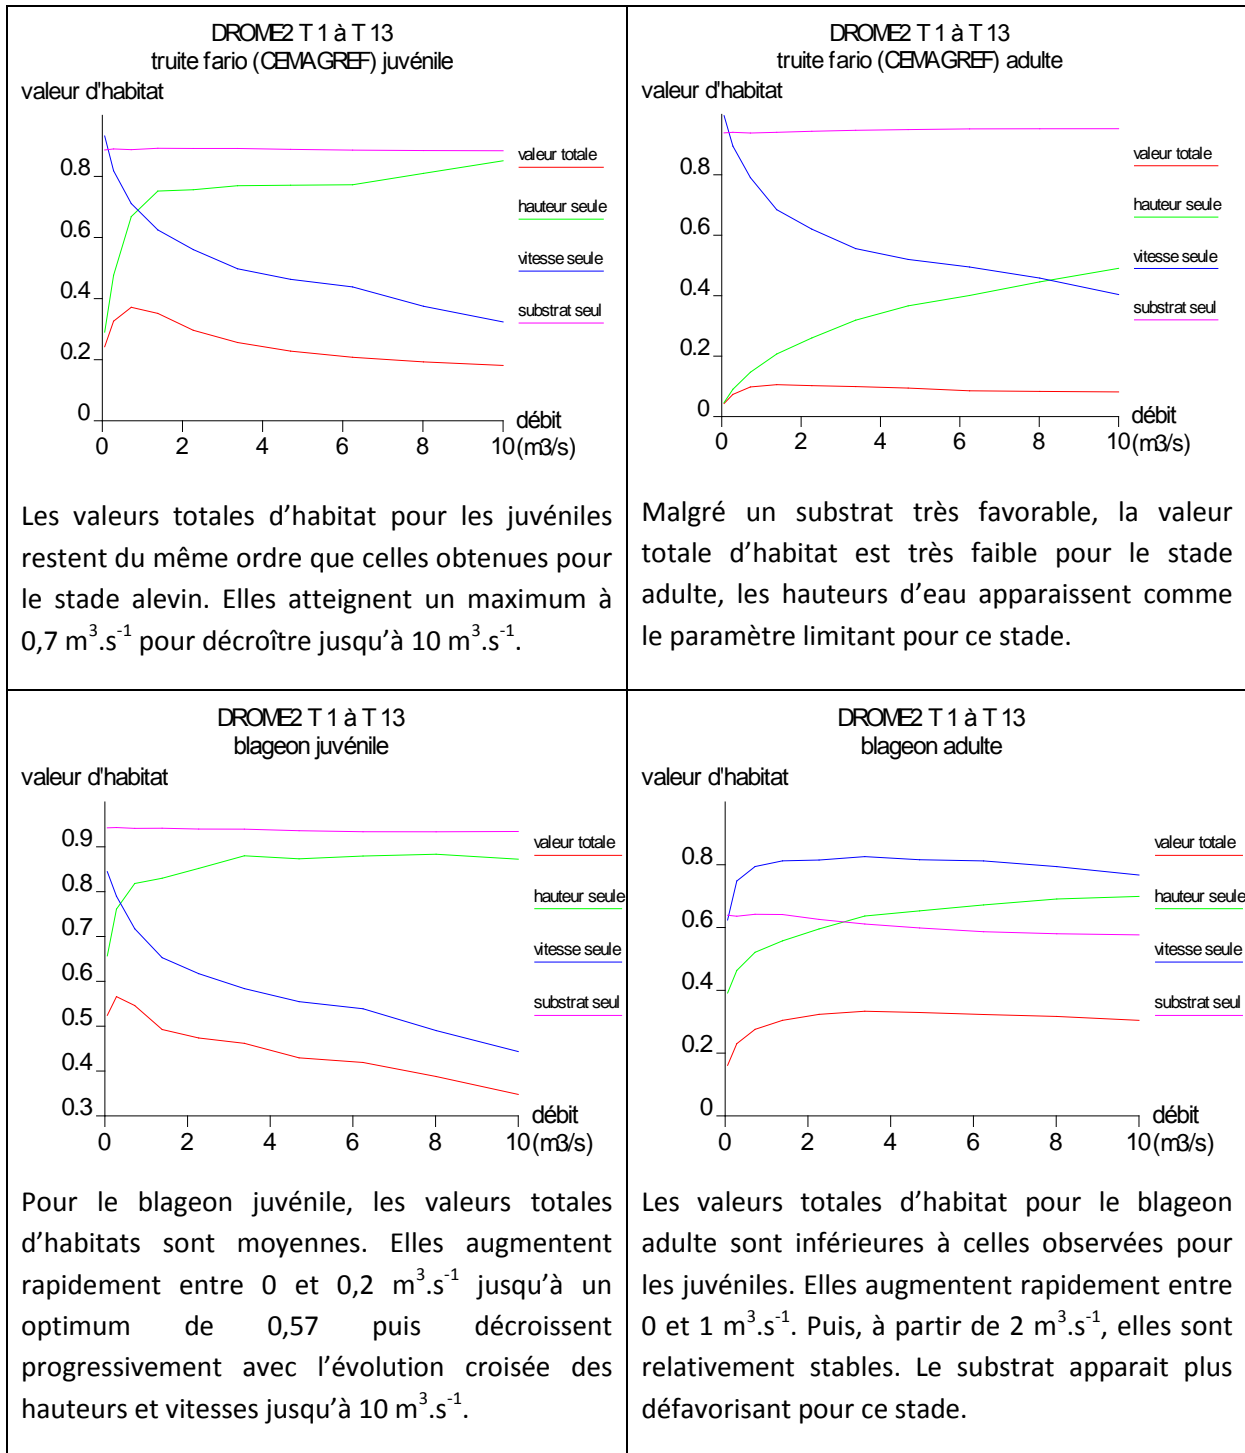 DROME2 T 1 à T 13
truite fario (CEMAGREF) juvénile
valeur d'habitat
0.8
0.6
0.4
0.2
0
0 2 4 6 8 10
débit
(m3/s)
valeur totale
hauteur seule
vitesse seule
substrat seul
Les valeurs totales d’habitat pour les juvéniles
restent du même ordre que celles obtenues pour
le stade alevin. Elles atteignent un maximum à
0,7 m³.s⁻¹ pour décroître jusqu’à 10 m³.s⁻¹.
DROME2 T 1 à T 13
truite fario (CEMAGREF) adulte
valeur d'habitat
0.8
0.6
0.4
0.2
0
0 2 4 6 8 10
débit
(m3/s)
valeur totale
hauteur seule
vitesse seule
substrat seul
Malgré un substrat très favorable, la valeur
totale d’habitat est très faible pour le stade
adulte, les hauteurs d’eau apparaissent comme
le paramètre limitant pour ce stade.
DROME2 T 1 à T 13
blageon juvénile
valeur d'habitat
0.9
0.8
0.7
0.6
0.5
0.4
0.3
0 2 4 6 8 10
débit
(m3/s)
valeur totale
hauteur seule
vitesse seule
substrat seul
Pour le blageon juvénile, les valeurs totales
d’habitats sont moyennes. Elles augmentent
rapidement entre 0 et 0,2 m³.s⁻¹ jusqu’à un
optimum de 0,57 puis décroissent
progressivement avec l’évolution croisée des
hauteurs et vitesses jusqu’à 10 m³.s⁻¹.
DROME2 T 1 à T 13
blageon adulte
valeur d'habitat
0.8
0.6
0.4
0.2
0
0 2 4 6 8 10
débit
(m3/s)
valeur totale
hauteur seule
vitesse seule
substrat seul
Les valeurs totales d’habitat pour le blageon
adulte sont inférieures à celles observées pour
les juvéniles. Elles augmentent rapidement entre
0 et 1 m³.s⁻¹. Puis, à partir de 2 m³.s⁻¹, elles sont
relativement stables. Le substrat apparait plus
défavorisant pour ce stade.